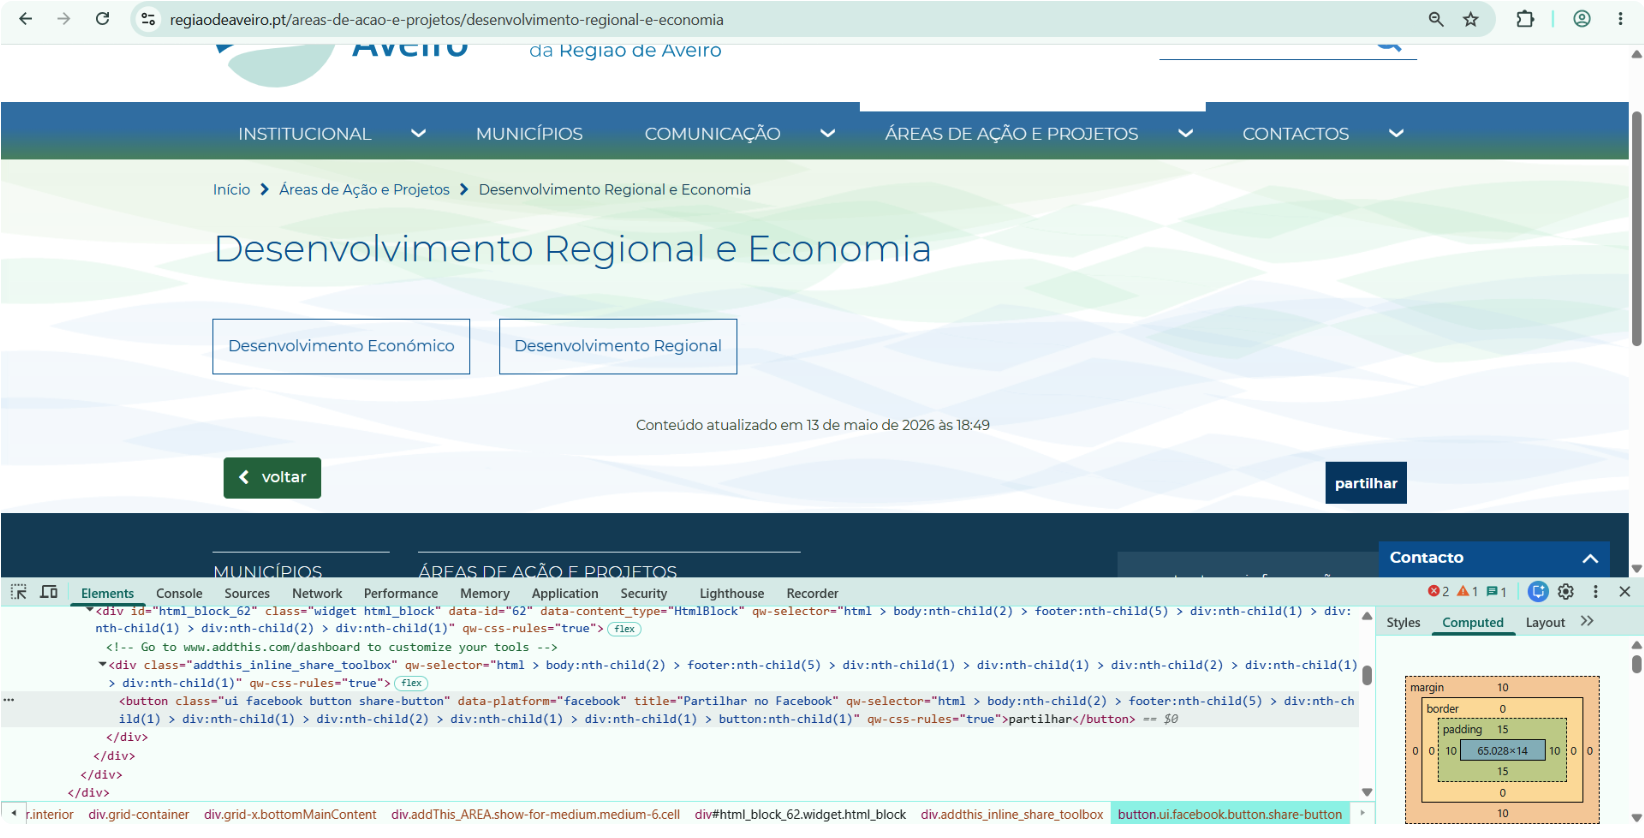 regiaodeaveiro.pt/areas-de-acao-e-projetos/desenvolvimento-regional-e-economia
Aveiro
da Região de Aveiro
INSTITUCIONAL MUNICÍPIOS COMUNICAÇÃO ÁREAS DE AÇÃO E PROJETOS CONTACTOS
Início Áreas de Ação e Projetos Desenvolvimento Regional e Economia
Desenvolvimento Regional e Economia
Desenvolvimento Económico Desenvolvimento Regional
Conteúdo atualizado em 13 de maio de 2026 às 18:49
voltar
partilhar
MUNICÍPIOS ÁREAS DE AÇÃO E PROJETOS
Contacto
Elements Console Sources Network Performance Memory Application Security Lighthouse Recorder 2 1 1
<div id="html_block_62" class="widget html_block" data-id="62" data-content_type="HtmlBlock" qw-selector="html > body:nth-child(2) > footer:nth-child(5) > div:nth-child(1) > div:
nth-child(1) > div:nth-child(2) > div:nth-child(1)" qw-css-rules="true"> flex
<!-- Go to www.addthis.com/dashboard to customize your tools -->
<div class="addthis_inline_share_toolbox" qw-selector="html > body:nth-child(2) > footer:nth-child(5) > div:nth-child(1) > div:nth-child(1) > div:nth-child(2) > div:nth-child(1)
> div:nth-child(1)" qw-css-rules="true"> flex
<button class="ui facebook button share-button" data-platform="facebook" title="Partilhar no Facebook" qw-selector="html > body:nth-child(2) > footer:nth-child(5) > div:nth-ch
ild(1) > div:nth-child(1) > div:nth-child(2) > div:nth-child(1) > div:nth-child(1) > button:nth-child(1)" qw-css-rules="true">partilhar</button> == $0
</div>
</div>
</div>
</div>
r.interior div.grid-container div.grid-x.bottomMainContent div.addThis_AREA.show-for-medium.medium-6.cell div#html_block_62.widget.html_block div.addthis_inline_share_toolbox button.ui.facebook.button.share-button
Styles Computed Layout
margin 10
border 0
padding 15
0 0 10 65.028×14 10 0 0
15
0
10